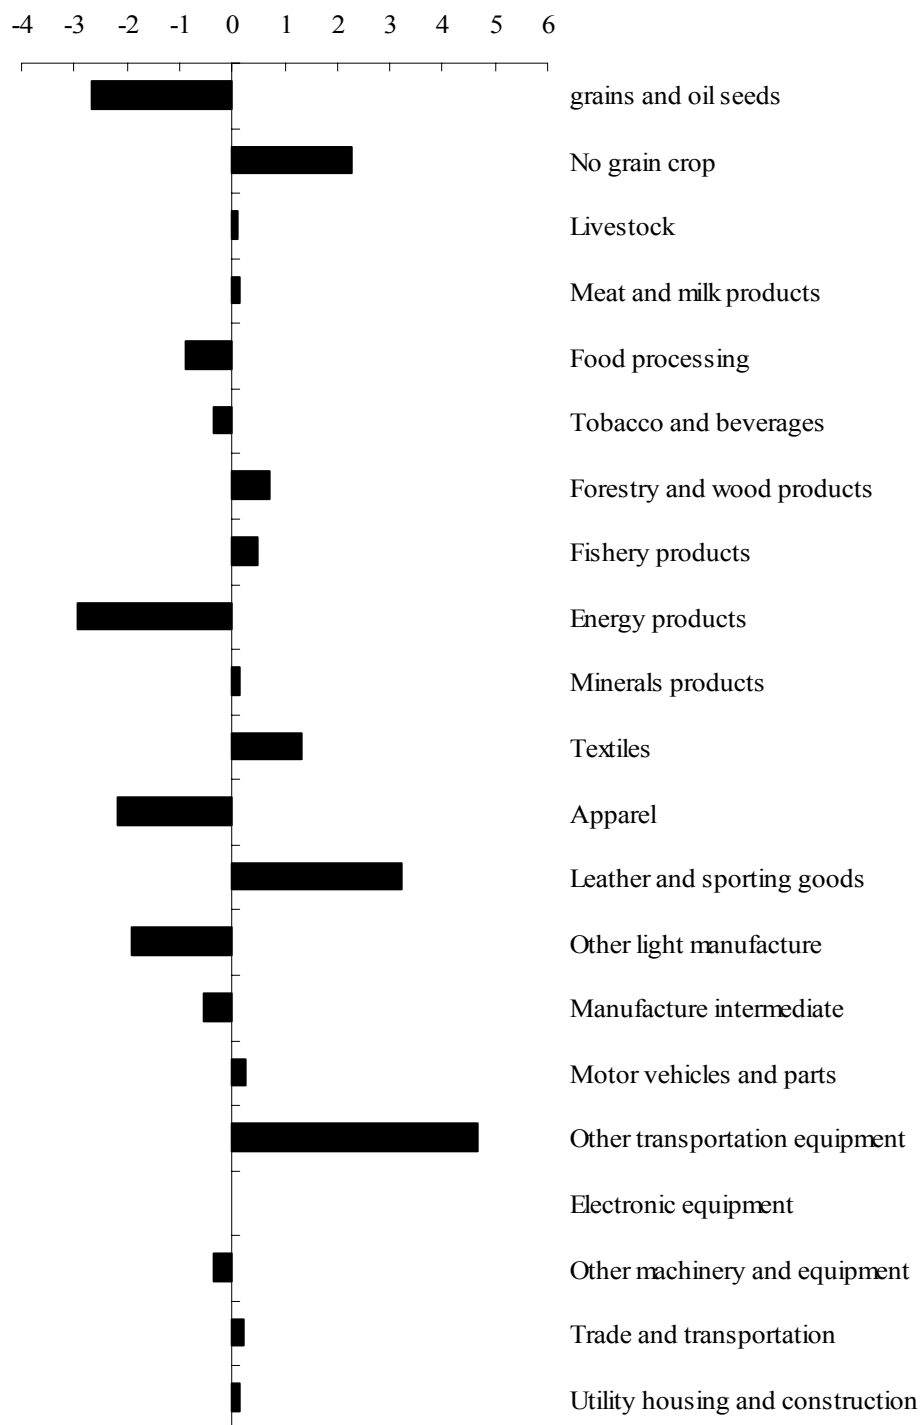 -4 -3 -2 -1 0 1 2 3 4 5 6
grains and oil seeds
No grain crop
Livestock
Meat and milk products
Food processing
Tobacco and beverages
Forestry and wood products
Fishery products
Energy products
Minerals products
Textiles
Apparel
Leather and sporting goods
Other light manufacture
Manufacture intermediate
Motor vehicles and parts
Other transportation equipment
Electronic equipment
Other machinery and equipment
Trade and transportation
Utility housing and construction